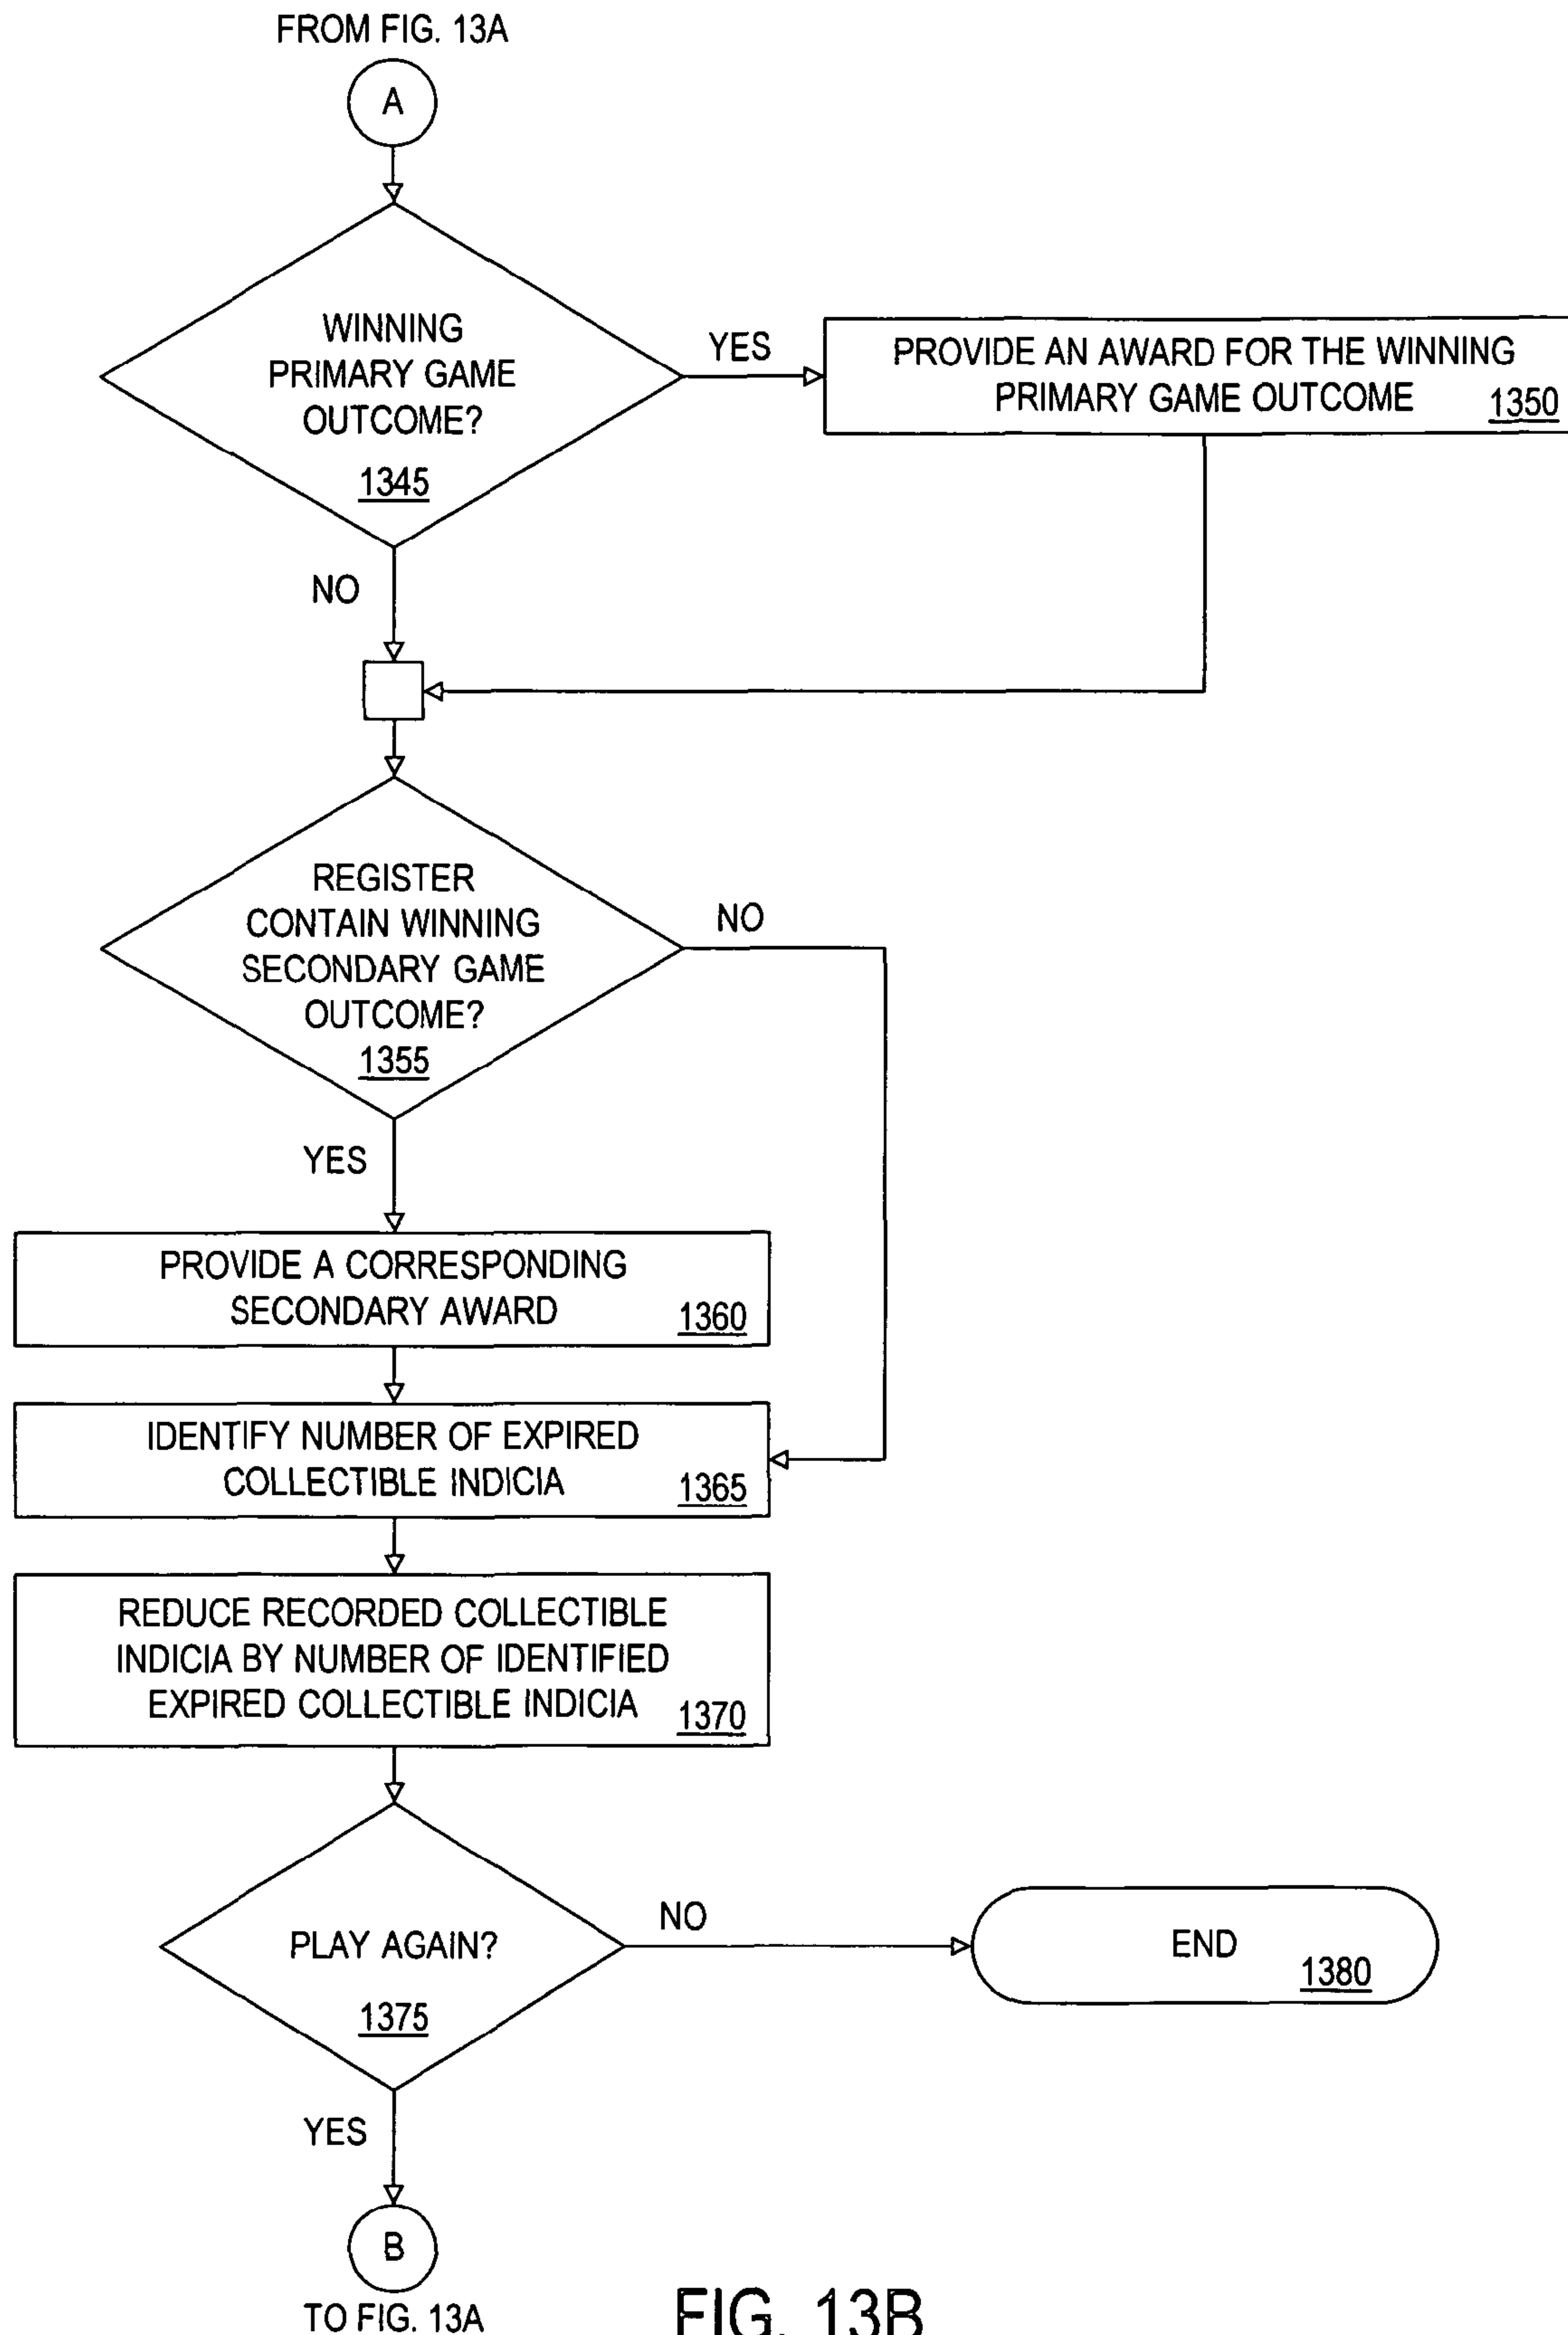 FROM FIG. 13A
A
WINNING
PRIMARY GAME
OUTCOME?
1345
YES
PROVIDE AN AWARD FOR THE WINNING
PRIMARY GAME OUTCOME
1350
NO
REGISTER
CONTAIN WINNING
SECONDARY GAME
OUTCOME?
1355
NO
YES
PROVIDE A CORRESPONDING
SECONDARY AWARD
1360
IDENTIFY NUMBER OF EXPIRED
COLLECTIBLE INDICIA
1365
REDUCE RECORDED COLLECTIBLE
INDICIA BY NUMBER OF IDENTIFIED
EXPIRED COLLECTIBLE INDICIA
1370
PLAY AGAIN?
1375
NO
END
1380
YES
B
TO FIG. 13A
FIG. 13B